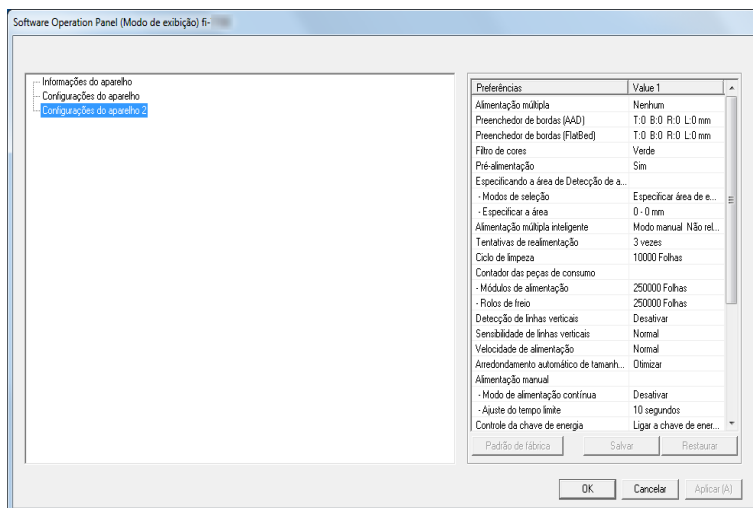 Software Operation Panel (Modo de exibição) fi-
Informações do aparelho
Configurações do aparelho
Configurações do aparelho 2
Preferências Value 1
Alimentação múltipla Nenhum
Preenchedor de bordas (AAD) T:0 B:0 R:0 L:0 mm
Preenchedor de bordas (FlatBed) T:0 B:0 R:0 L:0 mm
Filtro de cores Verde
Pré-alimentação Sim
Especificando a área de Detecção de a...
- Modos de seleção Especificar área de e...
- Especificar a área 0 - 0 mm
Alimentação múltipla inteligente Modo manual Não rel...
Tentativas de realimentação 3 vezes
Ciclo de limpeza 10000 Folhas
Contador das peças de consumo
- Módulos de alimentação 250000 Folhas
- Rolos de freio 250000 Folhas
Detecção de linhas verticais Desativar
Sensibilidade de linhas verticais Normal
Velocidade de alimentação Normal
Arredondamento automático de tamanh... Otimizar
Alimentação manual
- Modo de alimentação contínua Desativar
- Ajuste do tempo limite 10 segundos
Controle da chave de energia Ligar a chave de ener...
Padrão de fábrica Salvar Restaurar
OK Cancelar Aplicar (A)